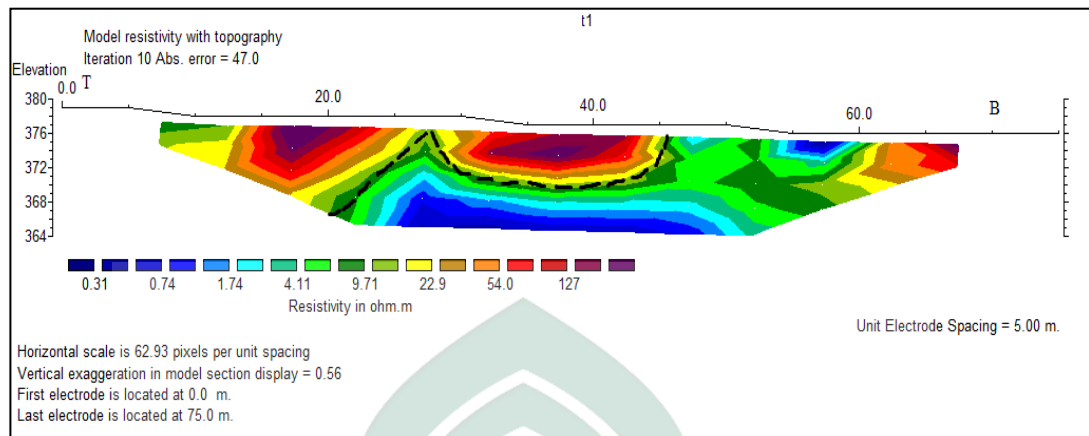 t1
Model resistivity with topography
Iteration 10 Abs. error = 47.0
Elevation
0.0 T
20.0
40.0
60.0
B
380
376
372
368
364
0.31 0.74 1.74 4.11 9.71 22.9 54.0 127
Resistivity in ohm.m
Unit Electrode Spacing = 5.00 m.
Horizontal scale is 62.93 pixels per unit spacing
Vertical exaggeration in model section display = 0.56
First electrode is located at 0.0 m.
Last electrode is located at 75.0 m.